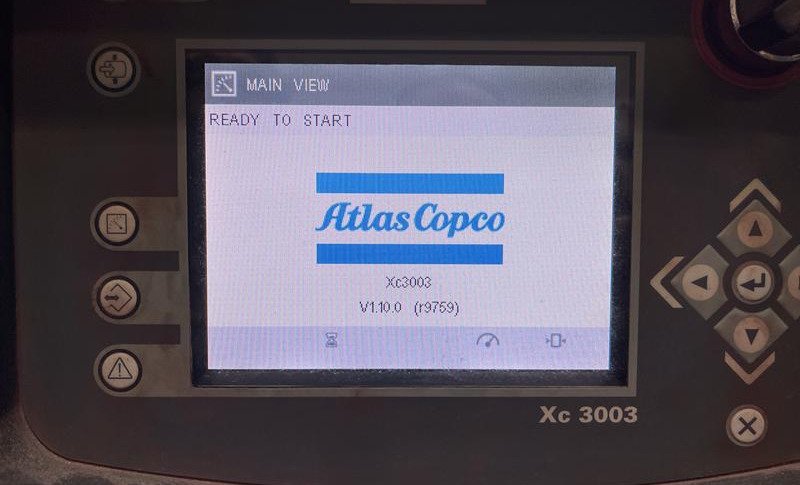 MAIN VIEW
READY TO START
Atlas Copco
Xc3003
V1.10.0 (r9759)
Xc 3003